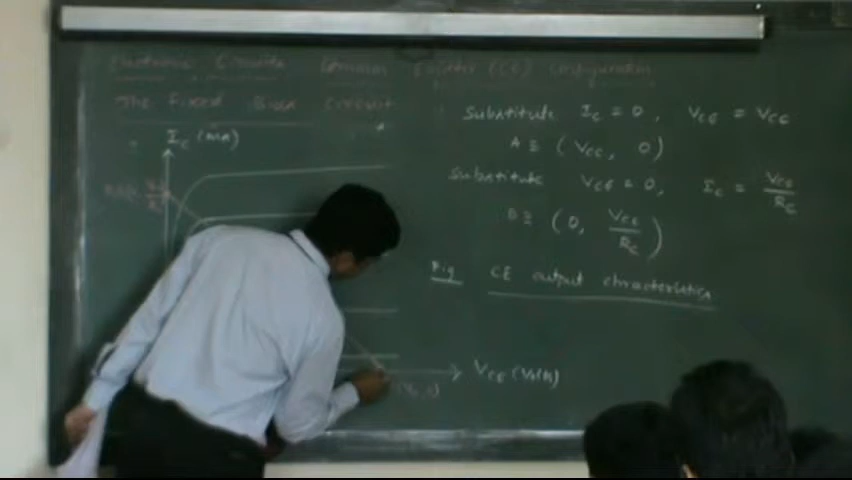 Electronic Circuits Common Emitter (CE) Configuration
The Fixed Bias Circuit
Substitute IC = 0, VCE = VCC
A ≡ (VCC, 0)
Substitute VCE = 0, IC = VCC/RC
B ≡ (0, VCC/RC)
IC (mA)
Fig CE output characteristics
VCE (Volts)